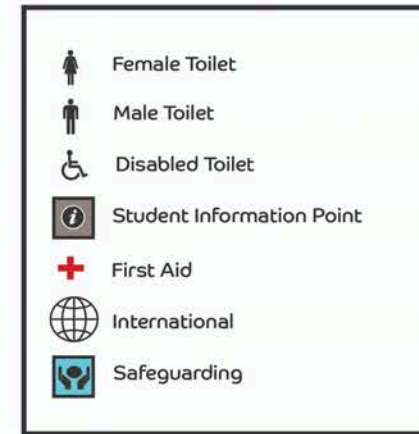 Female Toilet
Male Toilet
Disabled Toilet
i Student Information Point
First Aid
International
Safeguarding